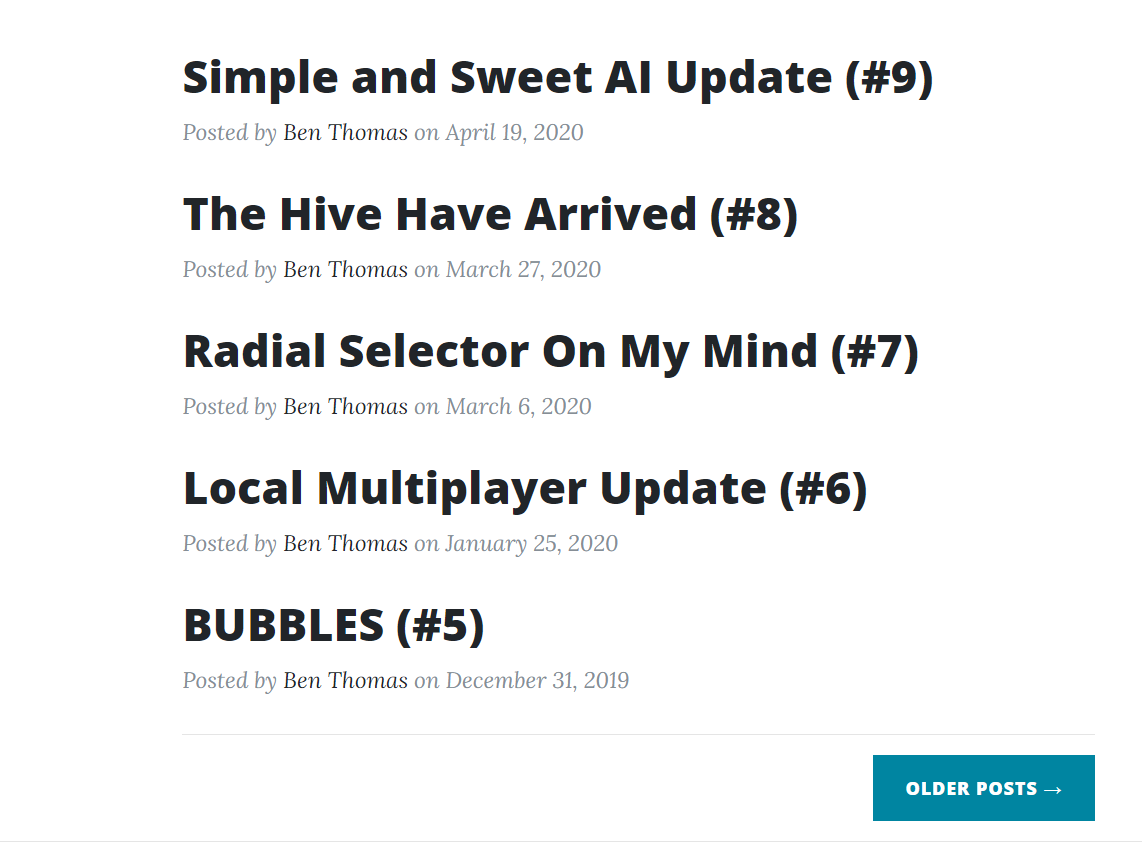 Simple and Sweet AI Update (#9)
Posted by Ben Thomas on April 19, 2020
The Hive Have Arrived (#8)
Posted by Ben Thomas on March 27, 2020
Radial Selector On My Mind (#7)
Posted by Ben Thomas on March 6, 2020
Local Multiplayer Update (#6)
Posted by Ben Thomas on January 25, 2020
BUBBLES (#5)
Posted by Ben Thomas on December 31, 2019
OLDER POSTS →